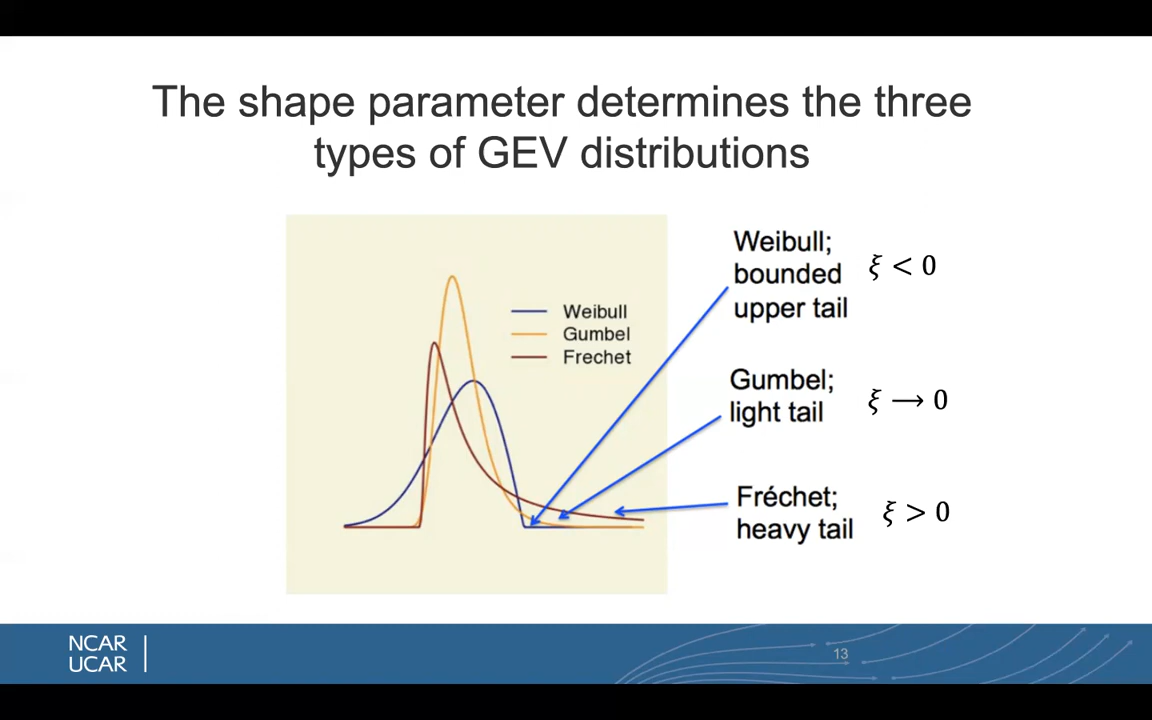 The shape parameter determines the three
types of GEV distributions
Weibull
Gumbel
Frechet
Weibull;
bounded
upper tail
ξ < 0
Gumbel;
light tail
ξ → 0
Fréchet;
heavy tail
ξ > 0
NCAR
UCAR
13